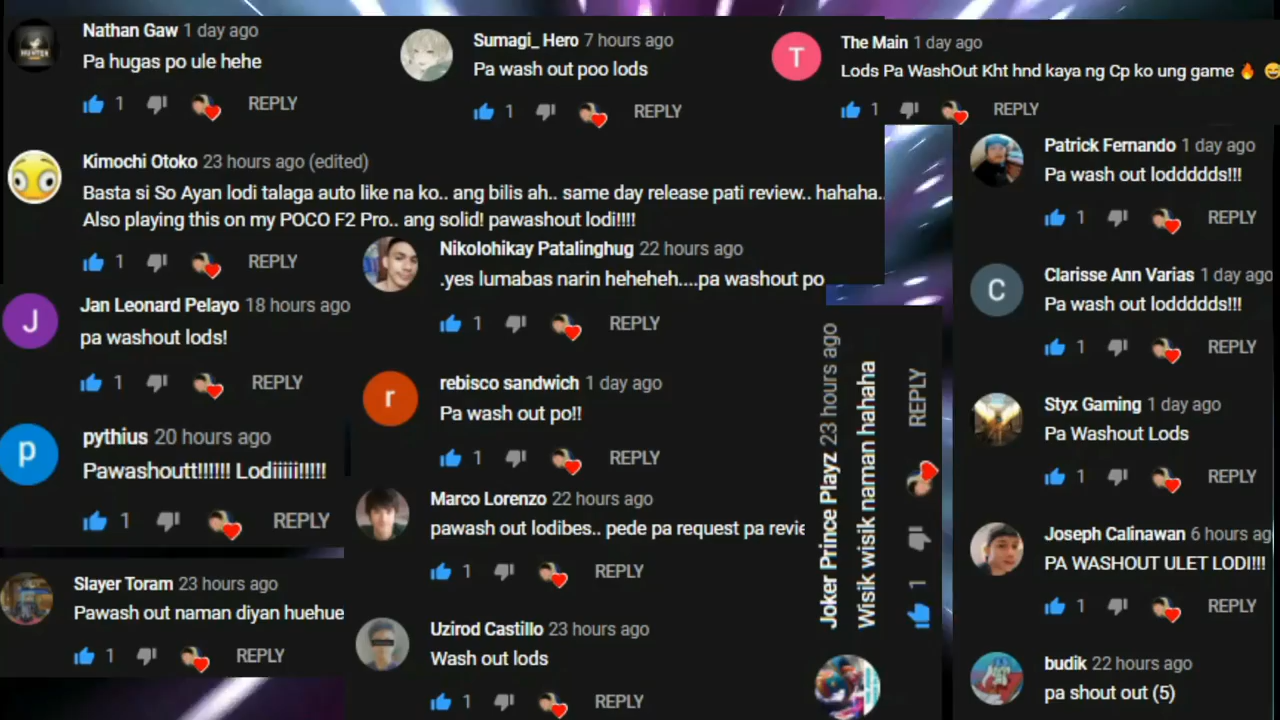 Nathan Gaw 1 day ago
Pa hugas po ule hehe
1 REPLY
Sumagi_ Hero 7 hours ago
Pa wash out poo lods
1 REPLY
T
The Main 1 day ago
Lods Pa WashOut Kht hnd kaya ng Cp ko ung game 🔥 😄
1 REPLY
Kimochi Otoko 23 hours ago (edited)
Basta si So Ayan lodi talaga auto like na ko.. ang bilis ah.. same day release pati review.. hahaha..
Also playing this on my POCO F2 Pro.. ang solid! pawashout lodi!!!!
1 REPLY
Nikolohikay Patalinghug 22 hours ago
.yes lumabas narin heheheh....pa washout po
1 REPLY
J
Jan Leonard Pelayo 18 hours ago
pa washout lods!
1 REPLY
r
rebisco sandwich 1 day ago
Pa wash out po!!
1 REPLY
p
pythius 20 hours ago
Pawashoutt!!!!!! Lodiiiii!!!!!
1 REPLY
Marco Lorenzo 22 hours ago
pawash out lodibes.. pede pa request pa revie
1 REPLY
Slayer Toram 23 hours ago
Pawash out naman diyan huehue
1 REPLY
Uzirod Castillo 23 hours ago
Wash out lods
1 REPLY
Joker Prince Playz 23 hours ago
Wisik wisik naman hahaha
1 REPLY
Patrick Fernando 1 day ago
Pa wash out loddddds!!!
1 REPLY
C
Clarisse Ann Varias 1 day ago
Pa wash out loddddds!!!
1 REPLY
Styx Gaming 1 day ago
Pa Washout Lods
1 REPLY
Joseph Calinawan 6 hours ag
PA WASHOUT ULET LODI!!!
1 REPLY
budik 22 hours ago
pa shout out (5)